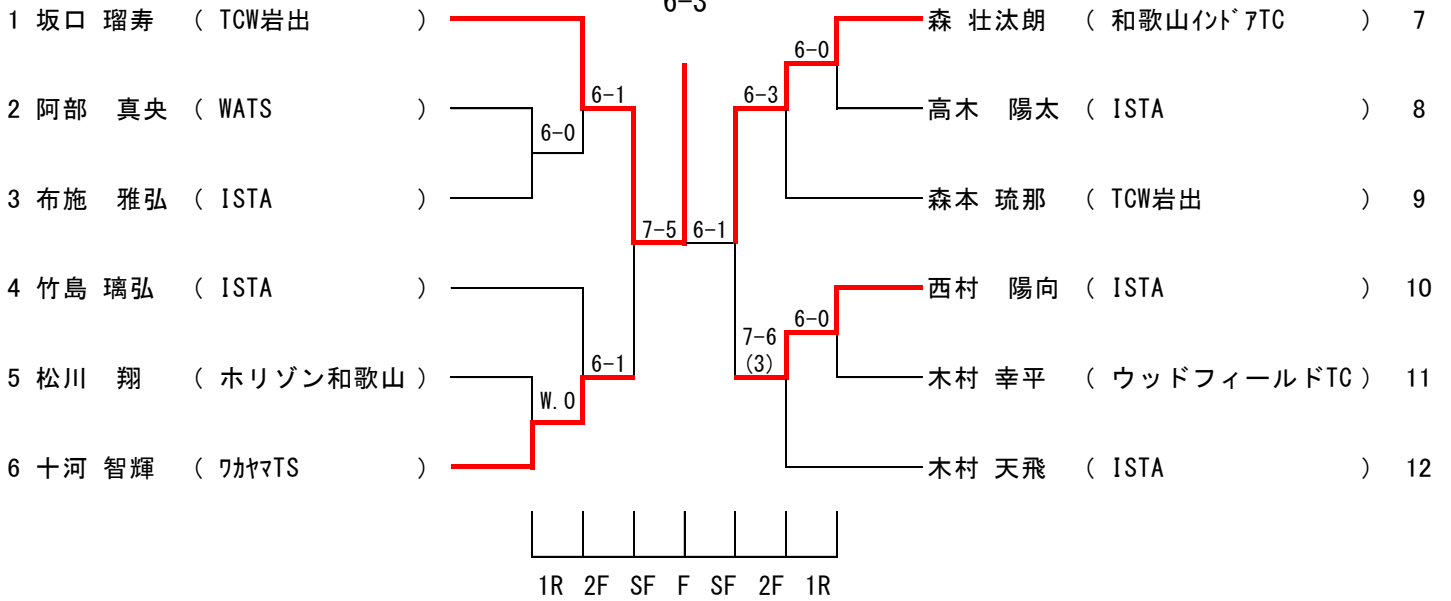 6-3
1 坂口 瑠寿 ( TCW岩出 )
2 阿部 真央 ( WATS )
3 布施 雅弘 ( ISTA )
4 竹島 璃弘 ( ISTA )
5 松川 翔 ( ホリゾン和歌山 )
6 十河 智輝 ( ワカヤマTS )
6-1
6-0
7-5
6-1
W.O
森 壮汰朗 ( 和歌山インドアTC ) 7
高木 陽太 ( ISTA ) 8
森本 琉那 ( TCW岩出 ) 9
西村 陽向 ( ISTA ) 10
木村 幸平 ( ウッドフィールドTC ) 11
木村 天飛 ( ISTA ) 12
6-0
6-3
6-1
6-0
7-6
(3)
1R 2F SF F SF 2F 1R